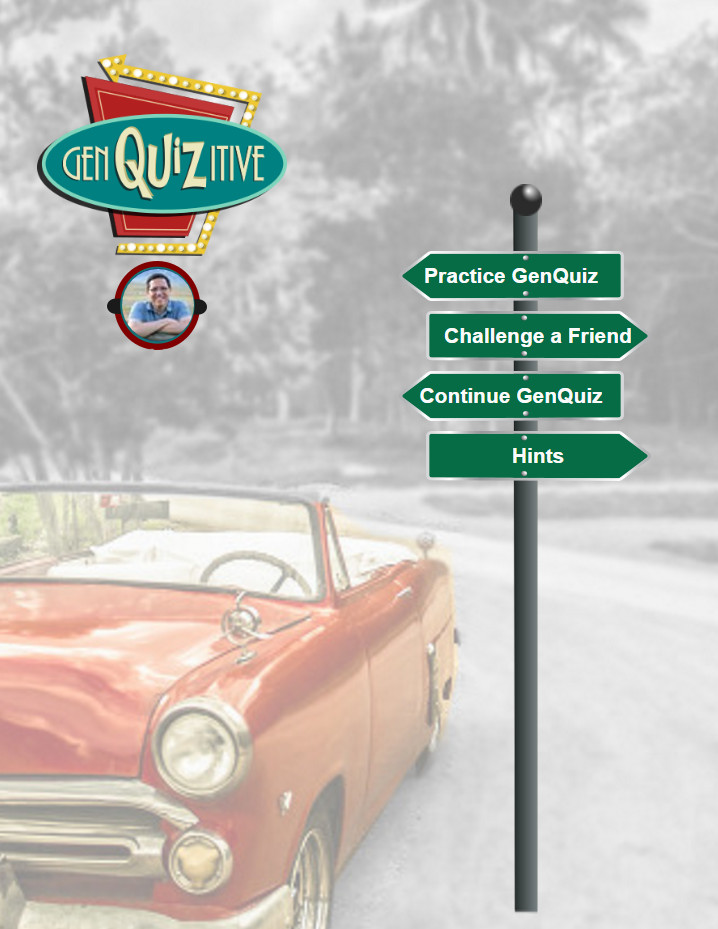 GENQUIZITIVE
Practice GenQuiz
Challenge a Friend
Continue GenQuiz
Hints